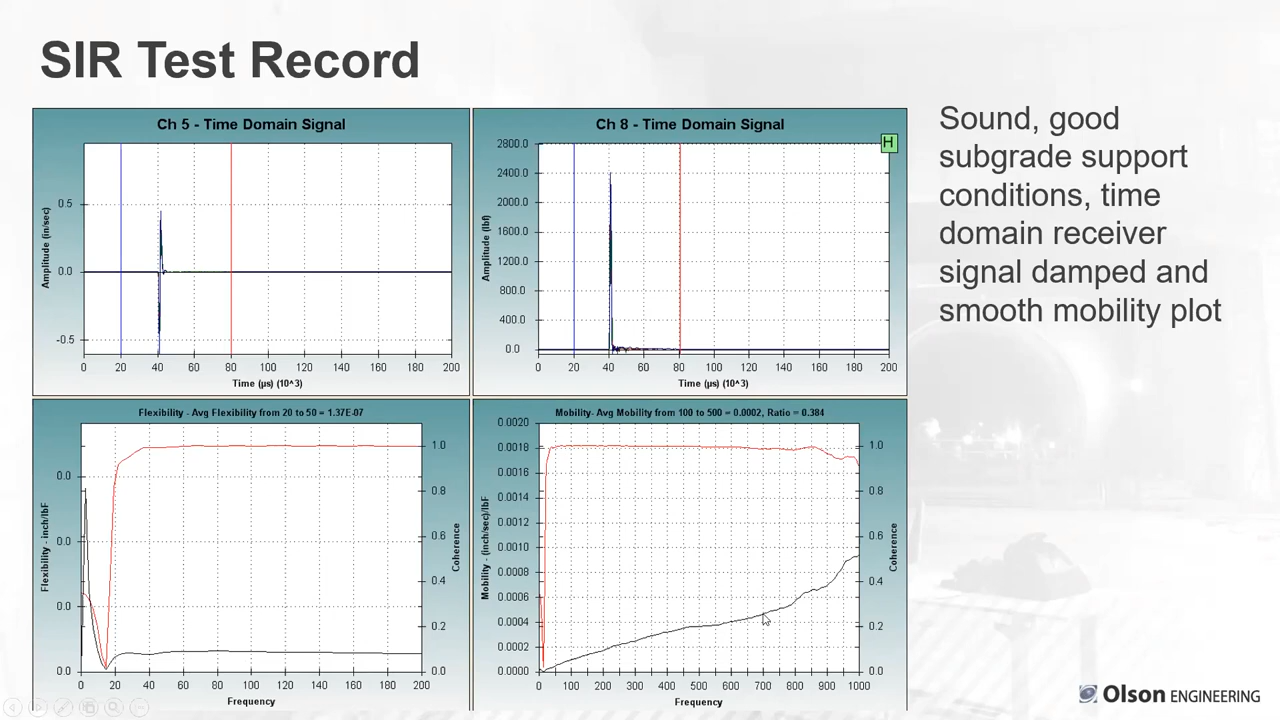 SIR Test Record
Ch 5 - Time Domain Signal
Amplitude (in/sec)
0.5
0.0
-0.5
0 20 40 60 80 100 120 140 160 180 200
Time (µs) (10^3)
Ch 8 - Time Domain Signal
H
Amplitude (lbf)
2800.0
2400.0
2000.0
1600.0
1200.0
800.0
400.0
0.0
0 20 40 60 80 100 120 140 160 180 200
Time (µs) (10^3)
Flexibility - Avg Flexibility from 20 to 50 = 1.37E-07
Flexibility - inch/lbF
0.0
0.0
0.0
0.0
1.0
0.8
0.6
0.4
0.2
0.0
Coherence
0 20 40 60 80 100 120 140 160 180 200
Frequency
Mobility- Avg Mobility from 100 to 500 = 0.0002, Ratio = 0.384
Mobility - (inch/sec)/lbF
0.0020
0.0018
0.0016
0.0014
0.0012
0.0010
0.0008
0.0006
0.0004
0.0002
0.0000
1.0
0.8
0.6
0.4
0.2
0.0
Coherence
0 100 200 300 400 500 600 700 800 900 1000
Frequency
Sound, good
subgrade support
conditions, time
domain receiver
signal damped and
smooth mobility plot
Olson ENGINEERING